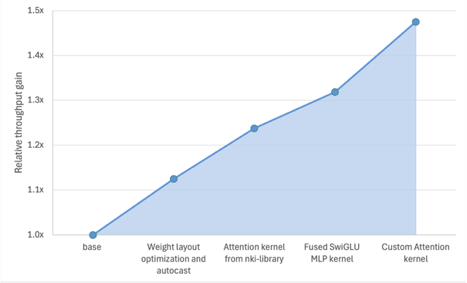 1.5x
1.4x
1.3x
1.2x
1.1x
1.0x
Relative throughput gain
base
Weight layout
optimization and
autocast
Attention kernel
from nki-library
Fused SwiGLU
MLP kernel
Custom Attention
kernel